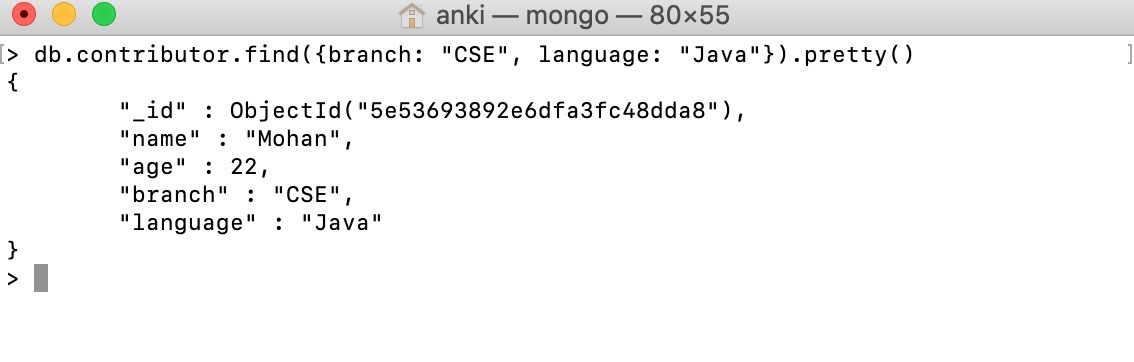 anki — mongo — 80×55
[> db.contributor.find({branch: "CSE", language: "Java"}).pretty() ]
{
"_id" : ObjectId("5e53693892e6dfa3fc48dda8"),
"name" : "Mohan",
"age" : 22,
"branch" : "CSE",
"language" : "Java"
}
>